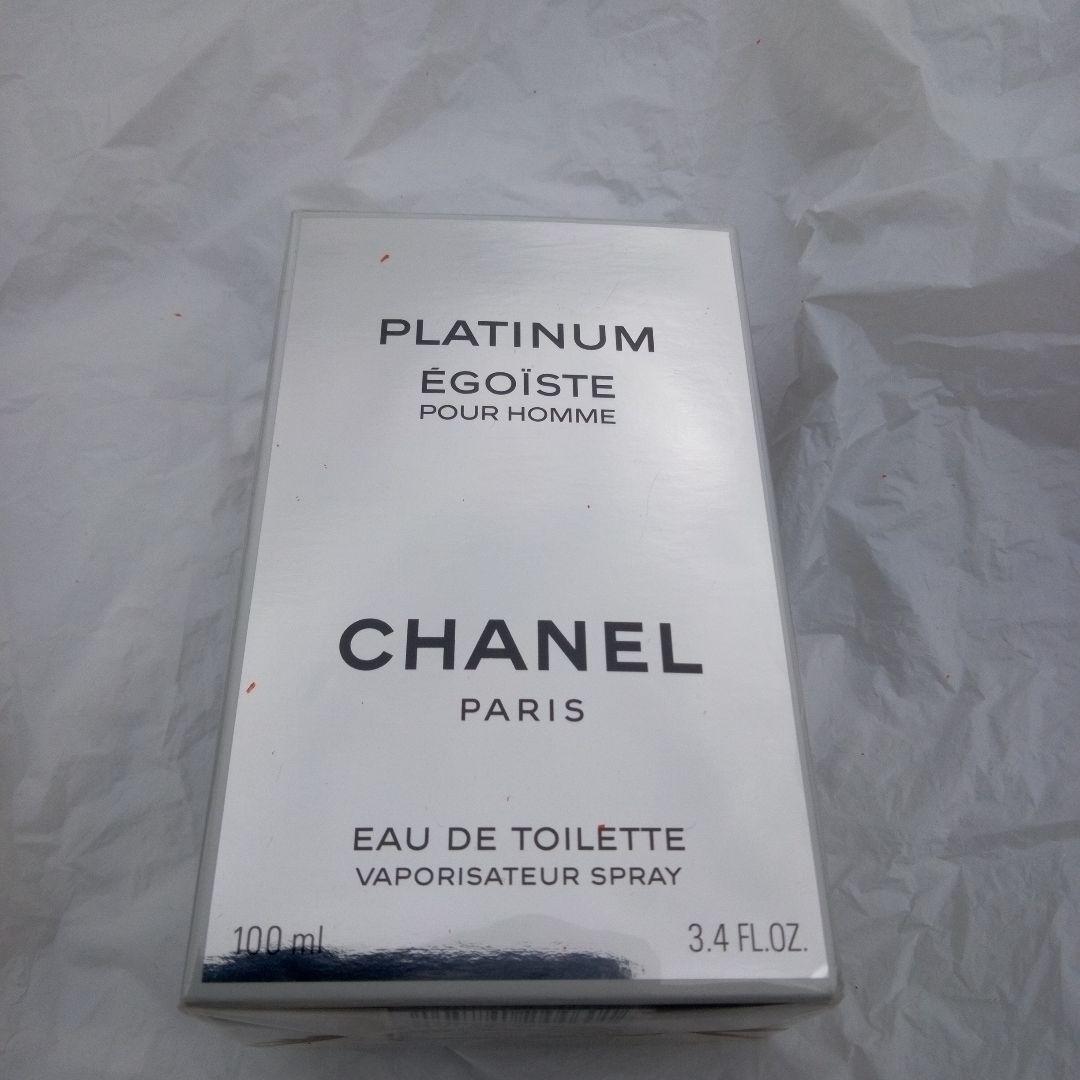 PLATINUM
ÉGOÏSTE
POUR HOMME
CHANEL
PARIS
EAU DE TOILETTE
VAPORISATEUR SPRAY
100 ml 3.4 FL.OZ.